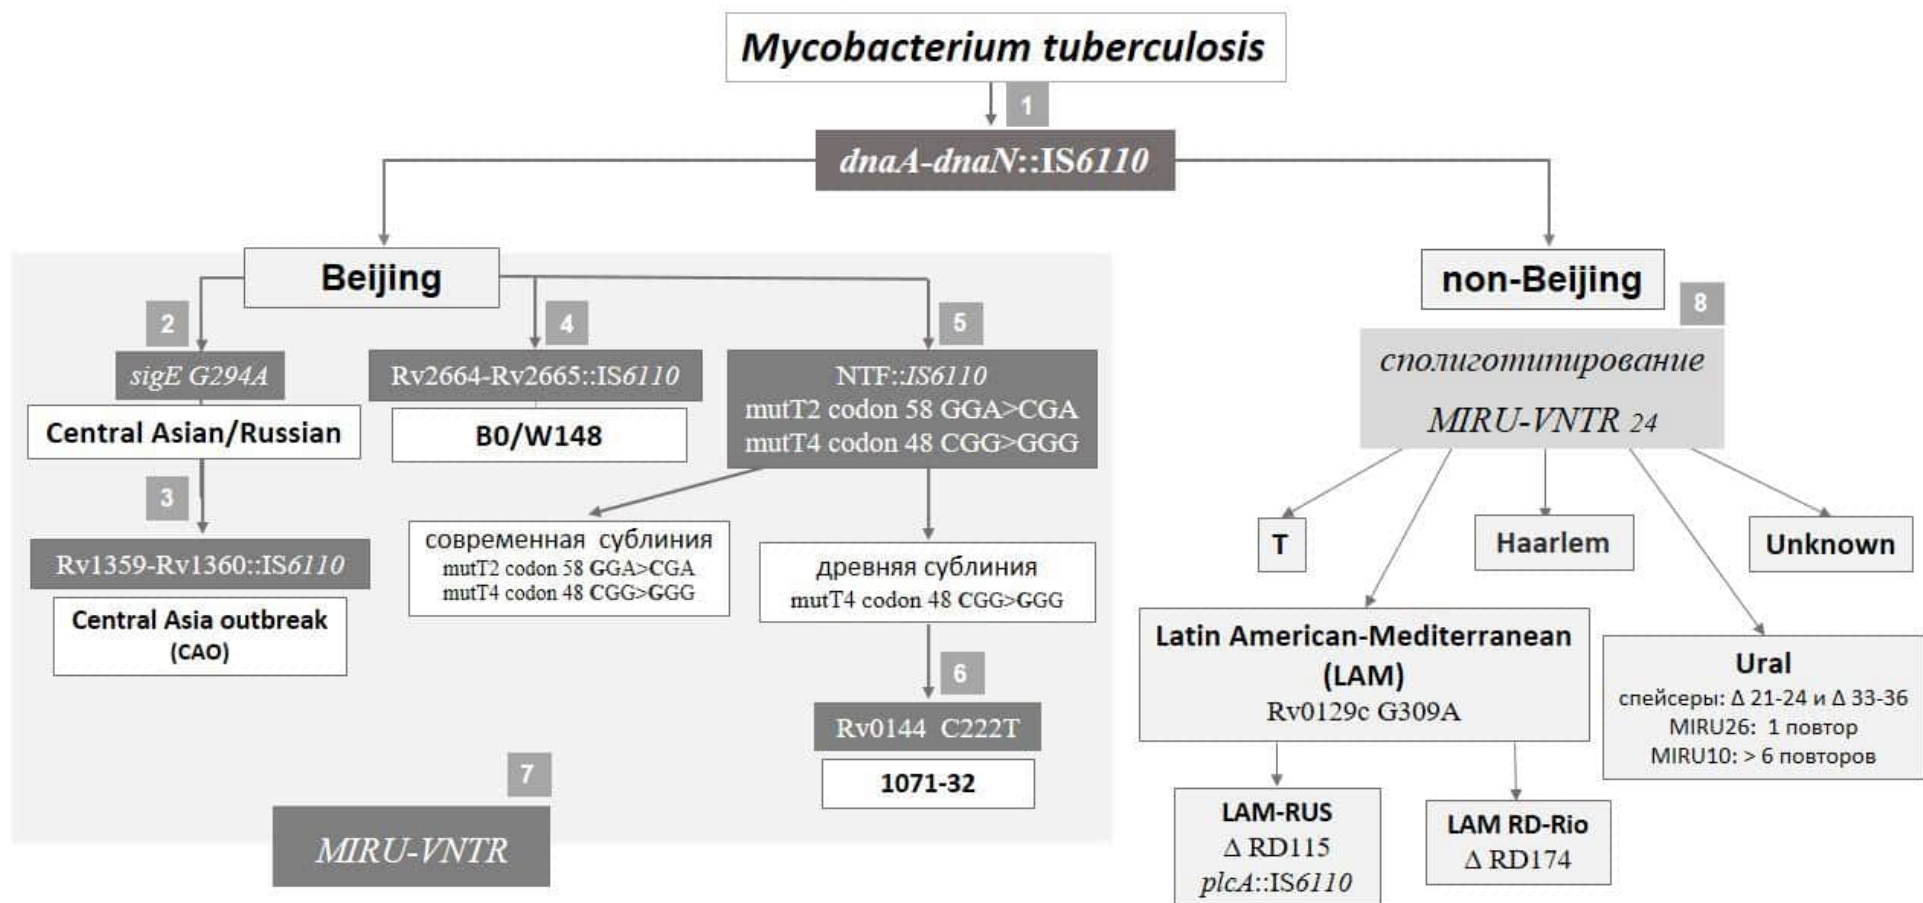 Mycobacterium tuberculosis
1
dnaA-dnaN::IS6110
Beijing
2
sigE G294A
Central Asian/Russian
3
Rv1359-Rv1360::IS6110
Central Asia outbreak
(CAO)
4
Rv2664-Rv2665::IS6110
B0/W148
5
NTF::IS6110
mutT2 codon 58 GGA>CGA
mutT4 codon 48 CGG>GGG
современная сублиния
mutT2 codon 58 GGA>CGA
mutT4 codon 48 CGG>GGG
древняя сублиния
mutT4 codon 48 CGG>GGG
6
Rv0144 C222T
1071-32
7
MIRU-VNTR
non-Beijing
8
сполиготитирование
MIRU-VNTR 24
T
Haarlem
Unknown
Latin American-Mediterranean
(LAM)
Rv0129c G309A
Ural
спейсеры: Δ 21-24 и Δ 33-36
MIRU26: 1 повтор
MIRU10: > 6 повторов
LAM-RUS
Δ RD115
plcA::IS6110
LAM RD-Rio
Δ RD174